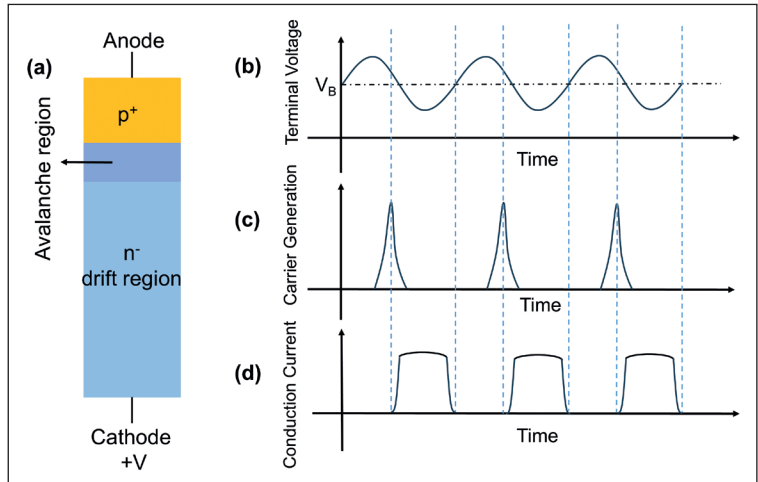 Anode
(a)
p+
Avalanche region
n-
drift region
Cathode
+V
(b)
Terminal Voltage
VB
Time
(c)
Carrier Generation
Time
(d)
Conduction Current
Time